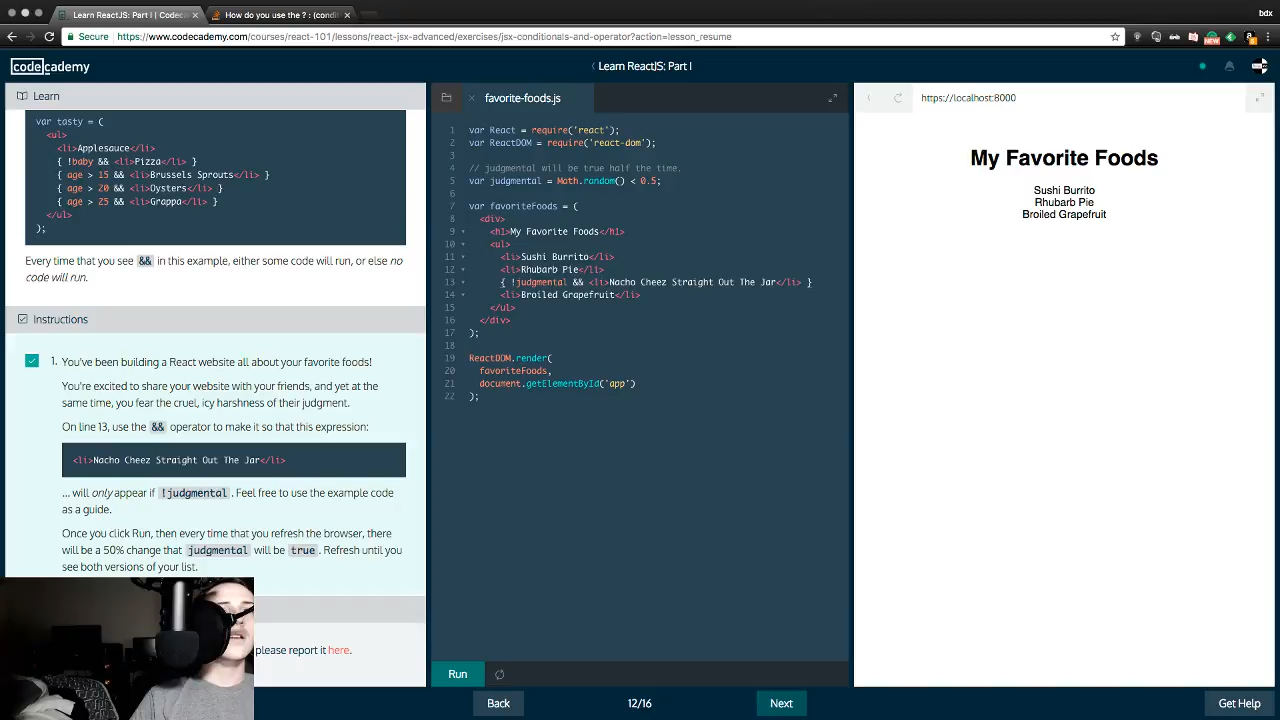 Learn ReactJS: Part I | Codec
How do you use the ? : (condi
bdx
Secure
https://www.codecademy.com/courses/react-101/lessons/react-jsx-advanced/exercises/jsx-conditionals-and-operator?action=lesson_resume
codecademy
Learn ReactJS: Part I
Learn
var tasty = (
<ul>
<li>Applesauce</li>
{ !baby && <li>Pizza</li> }
{ age > 15 && <li>Brussels Sprouts</li> }
{ age > 20 && <li>Oysters</li> }
{ age > 25 && <li>Grappa</li> }
</ul>
);
Every time that you see && in this example, either some code will run, or else no
code will run.
Instructions
1. You've been building a React website all about your favorite foods!
You're excited to share your website with your friends, and yet at the
same time, you fear the cruel, icy harshness of their judgment.
On line 13, use the && operator to make it so that this expression:
<li>Nacho Cheez Straight Out The Jar</li>
... will only appear if !judgmental. Feel free to use the example code
as a guide.
Once you click Run, then every time that you refresh the browser, there
will be a 50% change that judgmental will be true. Refresh until you
see both versions of your list.
please report it here.
favorite-foods.js
1 var React = require('react');
2 var ReactDOM = require('react-dom');
3
4 // judgmental will be true half the time.
5 var judgmental = Math.random() < 0.5;
6
7 var favoriteFoods = (
8 <div>
9 <h1>My Favorite Foods</h1>
10 <ul>
11 <li>Sushi Burrito</li>
12 <li>Rhubarb Pie</li>
13 { !judgmental && <li>Nacho Cheez Straight Out The Jar</li> }
14 <li>Broiled Grapefruit</li>
15 </ul>
16 </div>
17 );
18
19 ReactDOM.render(
20 favoriteFoods,
21 document.getElementById('app')
22 );
Run
https://localhost:8000
My Favorite Foods
Sushi Burrito
Rhubarb Pie
Broiled Grapefruit
Back
12/16
Next
Get Help